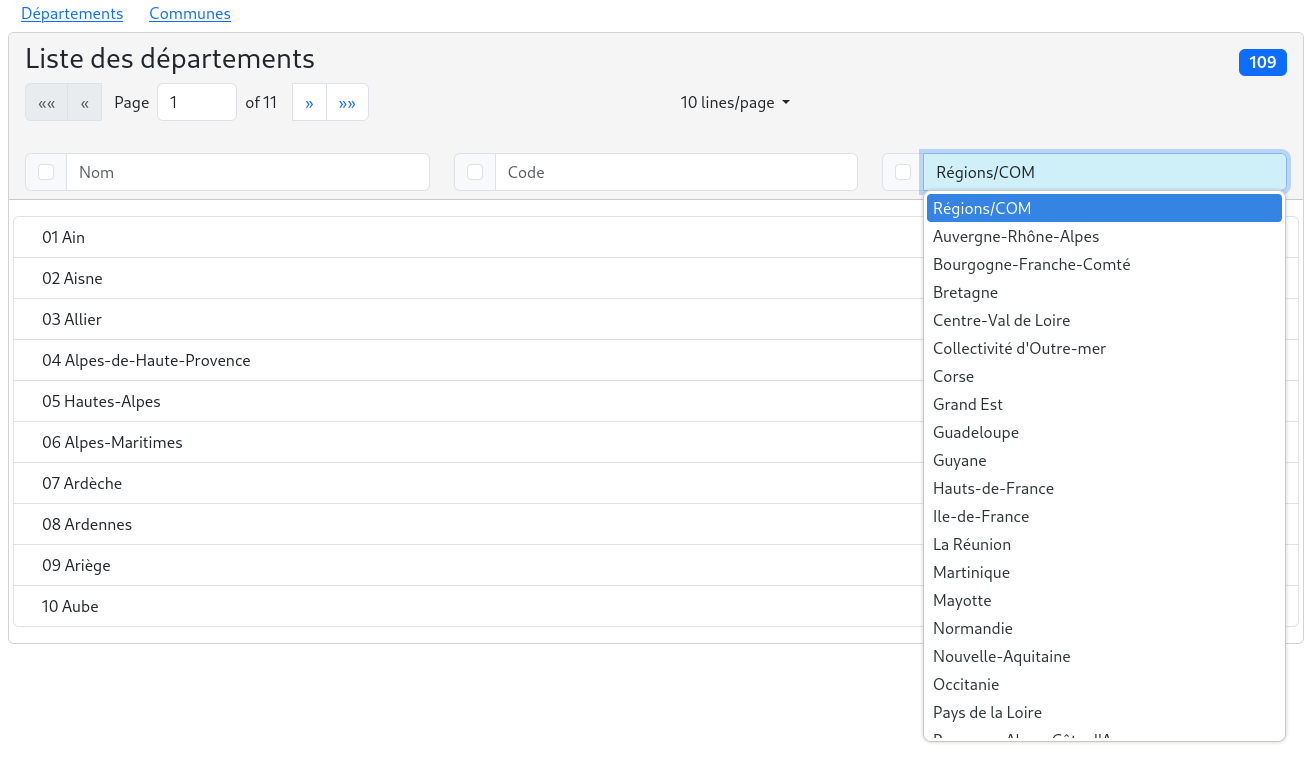 Départements Communes
Liste des départements
109
«« « Page 1 of 11 » »»
10 lines/page
Nom Code Régions/COM
Régions/COM
Auvergne-Rhône-Alpes
Bourgogne-Franche-Comté
Bretagne
Centre-Val de Loire
Collectivité d'Outre-mer
Corse
Grand Est
Guadeloupe
Guyane
Hauts-de-France
Ile-de-France
La Réunion
Martinique
Mayotte
Normandie
Nouvelle-Aquitaine
Occitanie
Pays de la Loire
01 Ain
02 Aisne
03 Allier
04 Alpes-de-Haute-Provence
05 Hautes-Alpes
06 Alpes-Maritimes
07 Ardèche
08 Ardennes
09 Ariège
10 Aube